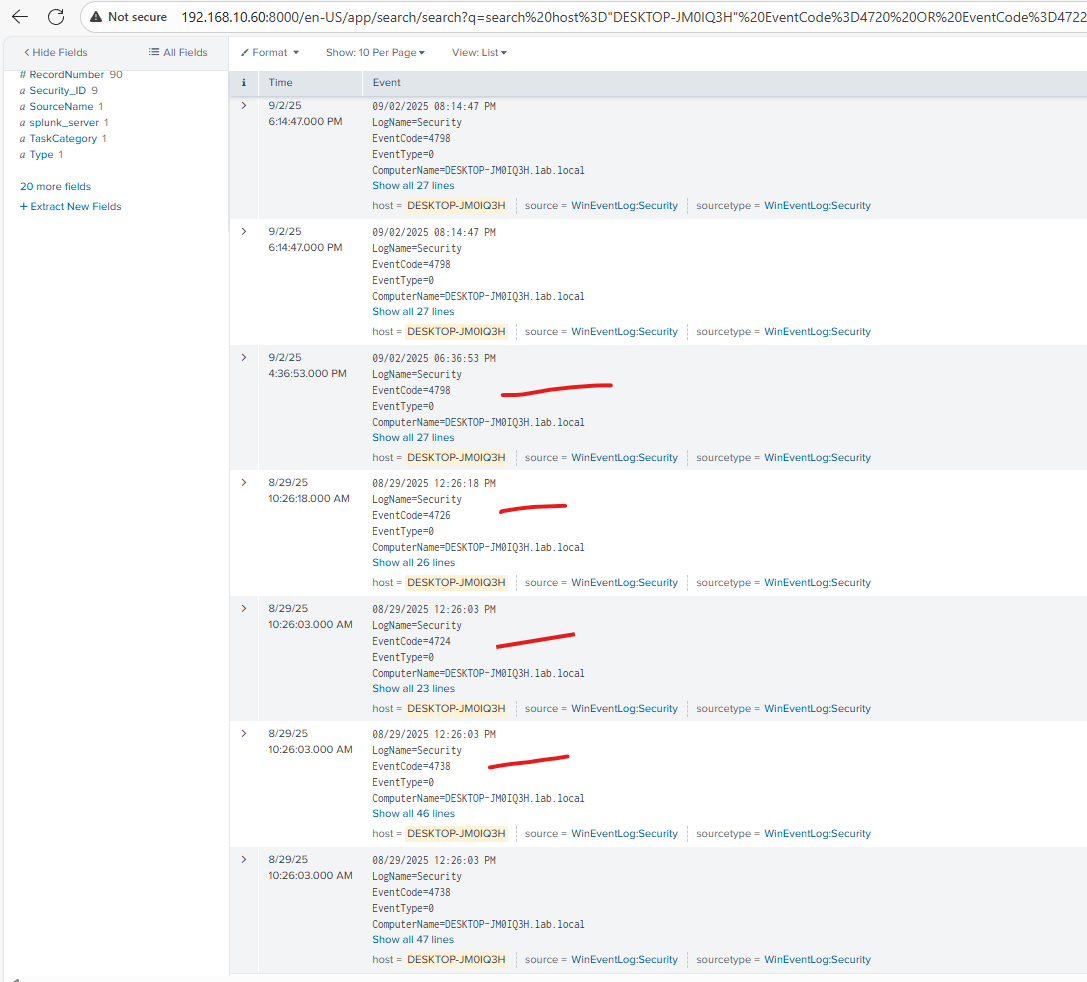 Not secure 192.168.10.60:8000/en-US/app/search/search?q=search%20host%3D"DESKTOP-JM0IQ3H"%20EventCode%3D4720%20OR%20EventCode%3D4722
Hide Fields All Fields Format Show: 10 Per Page View: List
# RecordNumber 90
a Security_ID 9
a SourceName 1
a splunk_server 1
a TaskCategory 1
a Type 1
20 more fields
+ Extract New Fields
i Time Event
9/2/25 09/02/2025 08:14:47 PM
6:14:47.000 PM LogName=Security
EventCode=4798
EventType=0
ComputerName=DESKTOP-JM0IQ3H.lab.local
Show all 27 lines
host = DESKTOP-JM0IQ3H source = WinEventLog:Security sourcetype = WinEventLog:Security
9/2/25 09/02/2025 08:14:47 PM
6:14:47.000 PM LogName=Security
EventCode=4798
EventType=0
ComputerName=DESKTOP-JM0IQ3H.lab.local
Show all 27 lines
host = DESKTOP-JM0IQ3H source = WinEventLog:Security sourcetype = WinEventLog:Security
9/2/25 09/02/2025 06:36:53 PM
4:36:53.000 PM LogName=Security
EventCode=4798
EventType=0
ComputerName=DESKTOP-JM0IQ3H.lab.local
Show all 27 lines
host = DESKTOP-JM0IQ3H source = WinEventLog:Security sourcetype = WinEventLog:Security
8/29/25 08/29/2025 12:26:18 PM
10:26:18.000 AM LogName=Security
EventCode=4726
EventType=0
ComputerName=DESKTOP-JM0IQ3H.lab.local
Show all 26 lines
host = DESKTOP-JM0IQ3H source = WinEventLog:Security sourcetype = WinEventLog:Security
8/29/25 08/29/2025 12:26:03 PM
10:26:03.000 AM LogName=Security
EventCode=4724
EventType=0
ComputerName=DESKTOP-JM0IQ3H.lab.local
Show all 23 lines
host = DESKTOP-JM0IQ3H source = WinEventLog:Security sourcetype = WinEventLog:Security
8/29/25 08/29/2025 12:26:03 PM
10:26:03.000 AM LogName=Security
EventCode=4738
EventType=0
ComputerName=DESKTOP-JM0IQ3H.lab.local
Show all 46 lines
host = DESKTOP-JM0IQ3H source = WinEventLog:Security sourcetype = WinEventLog:Security
8/29/25 08/29/2025 12:26:03 PM
10:26:03.000 AM LogName=Security
EventCode=4738
EventType=0
ComputerName=DESKTOP-JM0IQ3H.lab.local
Show all 47 lines
host = DESKTOP-JM0IQ3H source = WinEventLog:Security sourcetype = WinEventLog:Security